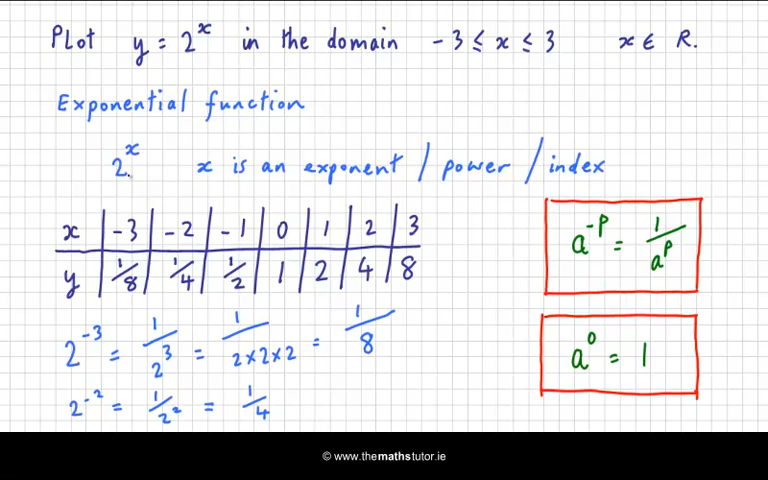 Plot y = 2^x in the domain -3 ≤ x ≤ 3 x ∈ R.
Exponential function
2^x x is an exponent / power / index
x | -3 | -2 | -1 | 0 | 1 | 2 | 3
y | 1/8 | 1/4 | 1/2 | 1 | 2 | 4 | 8
a^-p = 1/a^p
2^-3 = 1/2^3 = 1/(2×2×2) = 1/8
a^0 = 1
2^-2 = 1/2^2 = 1/4
© www.themathstutor.ie